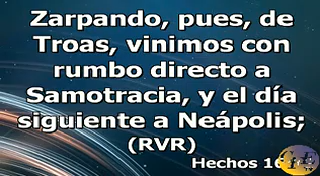 Zarpando, pues, de
Troas, vinimos con
rumbo directo a
Samotracia, y el día
siguiente a Neápolis;
(RVR)
Hechos 16